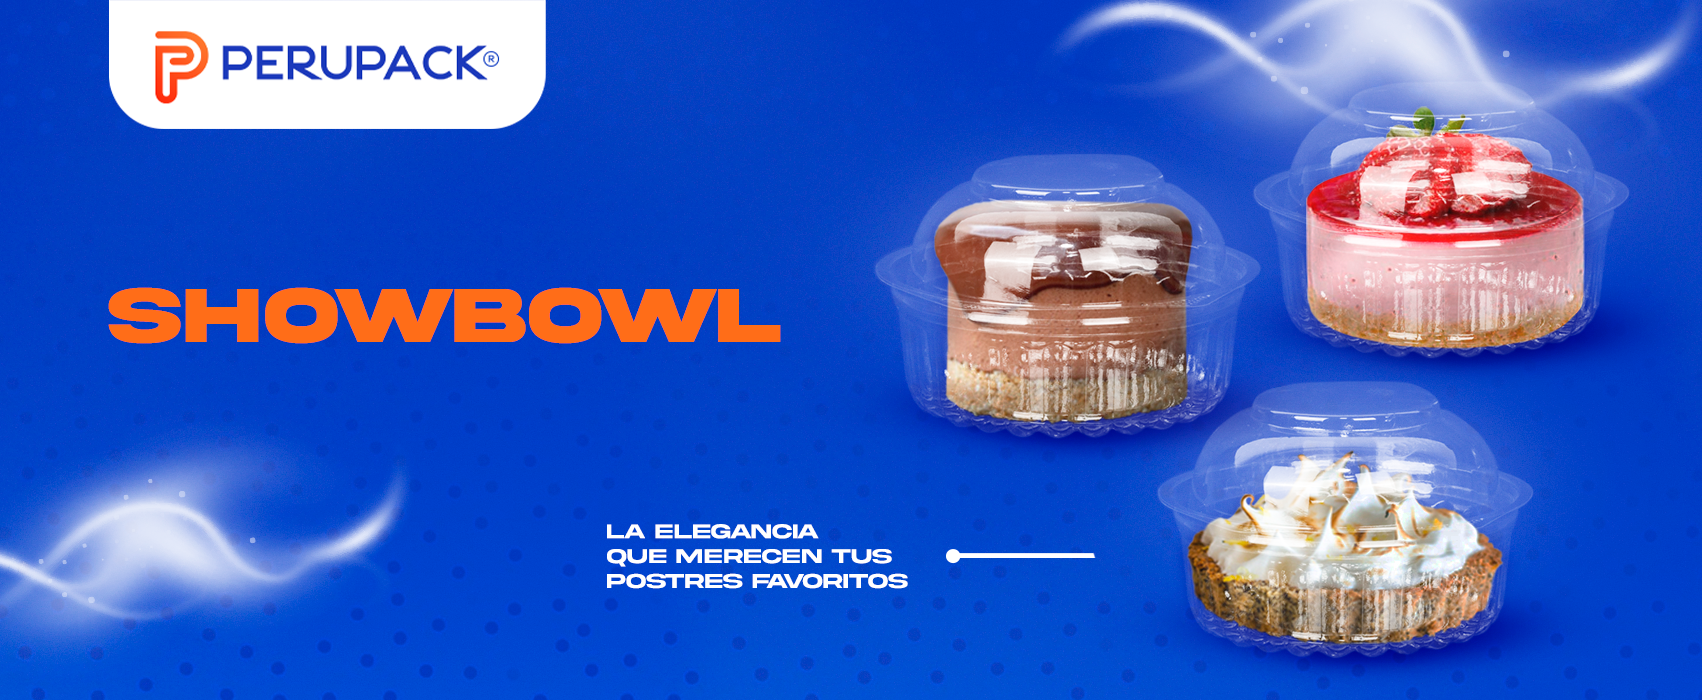 PERUPACK®
SHOWBOWL
LA ELEGANCIA
QUE MERECEN TUS
POSTRES FAVORITOS